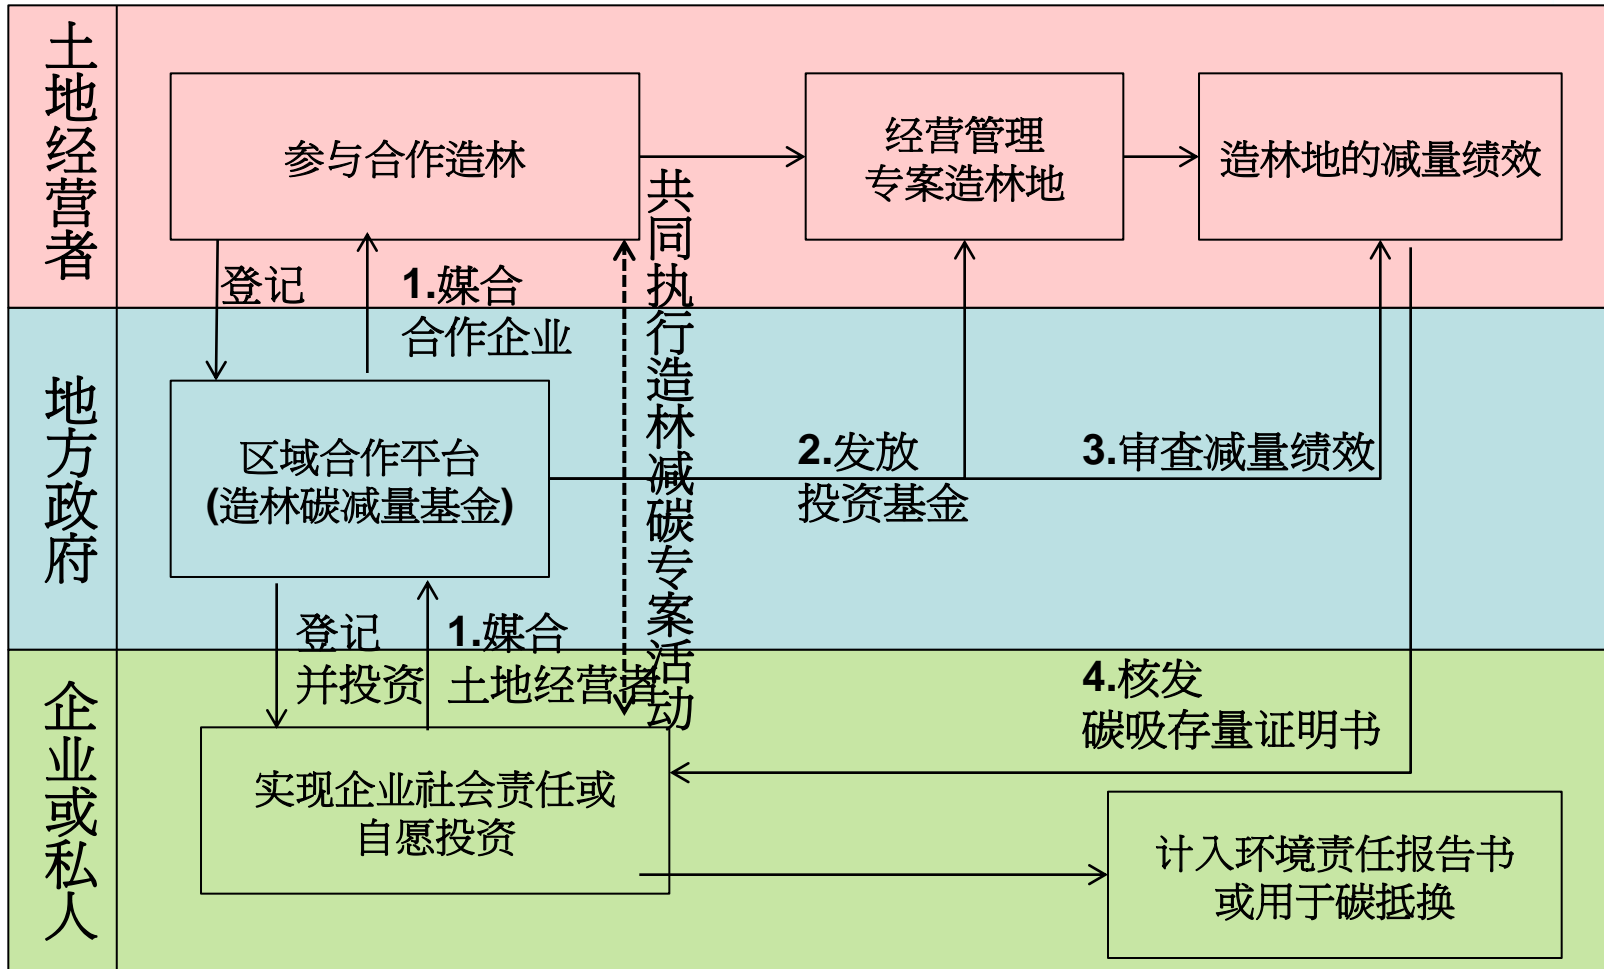 土地经营者
参与合作造林
经营管理
专案造林地
造林地的减量绩效
登记
1.媒合
合作企业
共同执行造林减碳专案活动
地方政府
区域合作平台
(造林碳减量基金)
2.发放
投资基金
3.审查减量绩效
登记
并投资
1.媒合
土地经营者
企业或私人
4.核发
碳吸存量证明书
实现企业社会责任或
自愿投资
计入环境责任报告书
或用于碳抵换